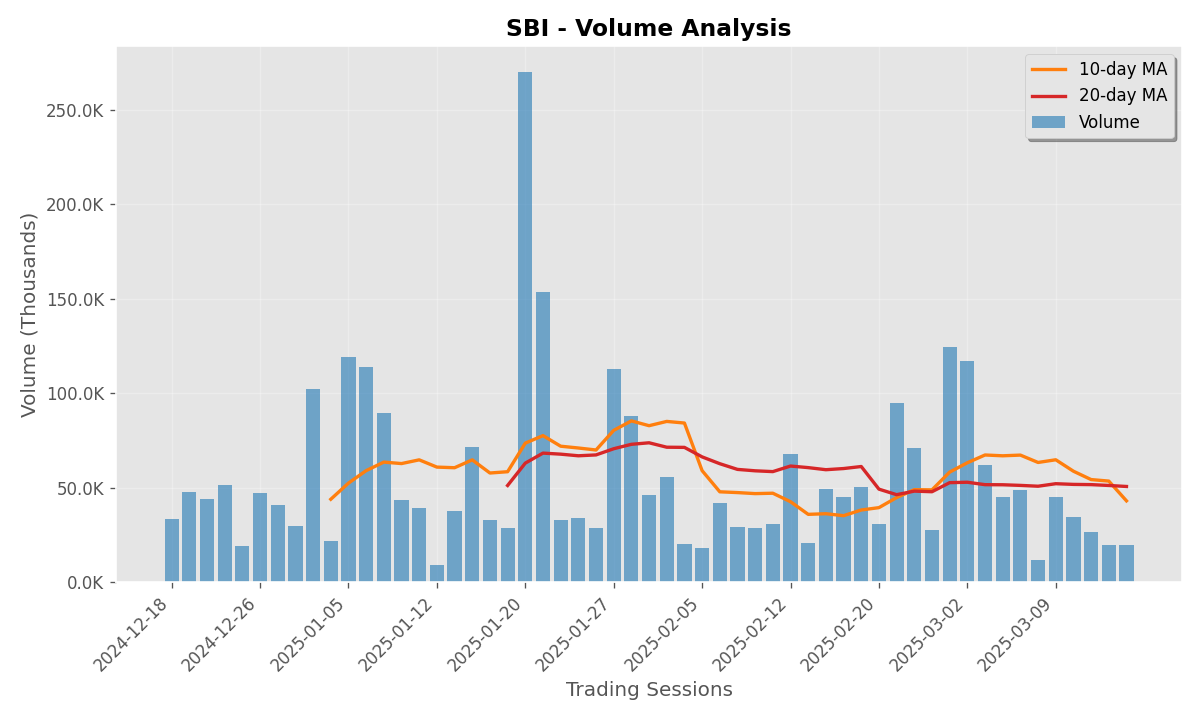 SBI - Volume Analysis
10-day MA
20-day MA
Volume
Volume (Thousands)
250.0K
200.0K
150.0K
100.0K
50.0K
0.0K
2024-12-18
2024-12-26
2025-01-05
2025-01-12
2025-01-20
2025-01-27
2025-02-05
2025-02-12
2025-02-20
2025-03-02
2025-03-09
Trading Sessions